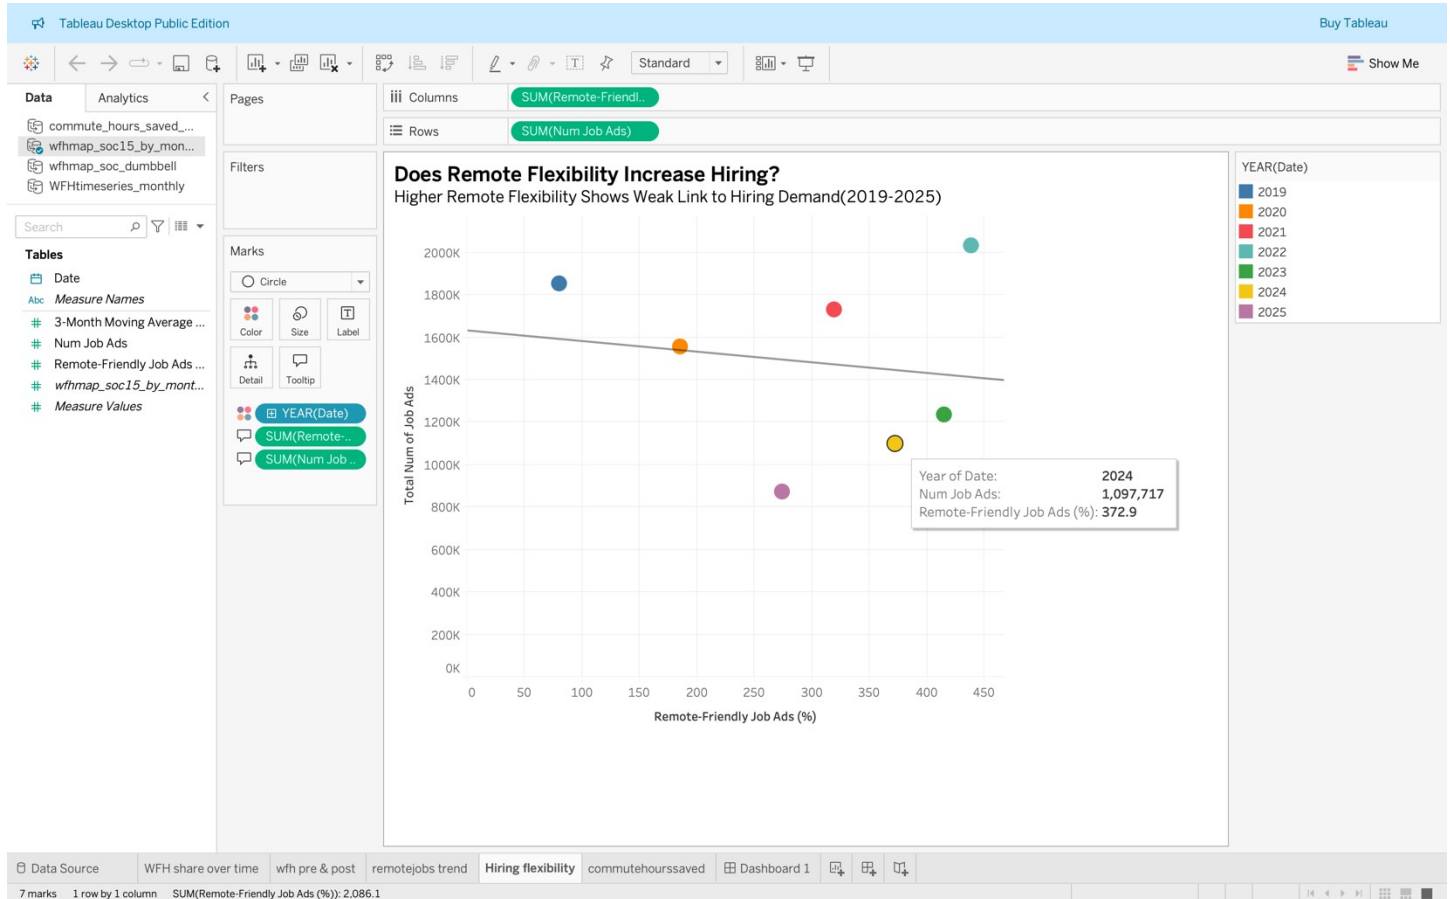 Tableau Desktop Public Edition
Buy Tableau
Standard
Show Me
Data
Analytics
commute_hours_saved_...
wfhmap_soc15_by_mon...
wfhmap_soc_dumbbell
WFHtimeseries_monthly
Search
Tables
Date
Abc Measure Names
# 3-Month Moving Average ...
# Num Job Ads
# Remote-Friendly Job Ads ...
# wfhmap_soc15_by_mont...
# Measure Values
Pages
Filters
Marks
Circle
Color
Size
T
Label
Detail
Tooltip
YEAR(Date)
SUM(Remote-..
SUM(Num Job ..
Columns
SUM(Remote-Friendl..
Rows
SUM(Num Job Ads)
Does Remote Flexibility Increase Hiring?
Higher Remote Flexibility Shows Weak Link to Hiring Demand(2019-2025)
Total Num of Job Ads
2000K
1800K
1600K
1400K
1200K
1000K
800K
600K
400K
200K
0K
0 50 100 150 200 250 300 350 400 450
Remote-Friendly Job Ads (%)
Year of Date: 2024
Num Job Ads: 1,097,717
Remote-Friendly Job Ads (%): 372.9
YEAR(Date)
2019
2020
2021
2022
2023
2024
2025
Data Source
WFH share over time
wfh pre & post
remotejobs trend
Hiring flexibility
commutehourssaved
Dashboard 1
7 marks 1 row by 1 column SUM(Remote-Friendly Job Ads (%)): 2,086.1